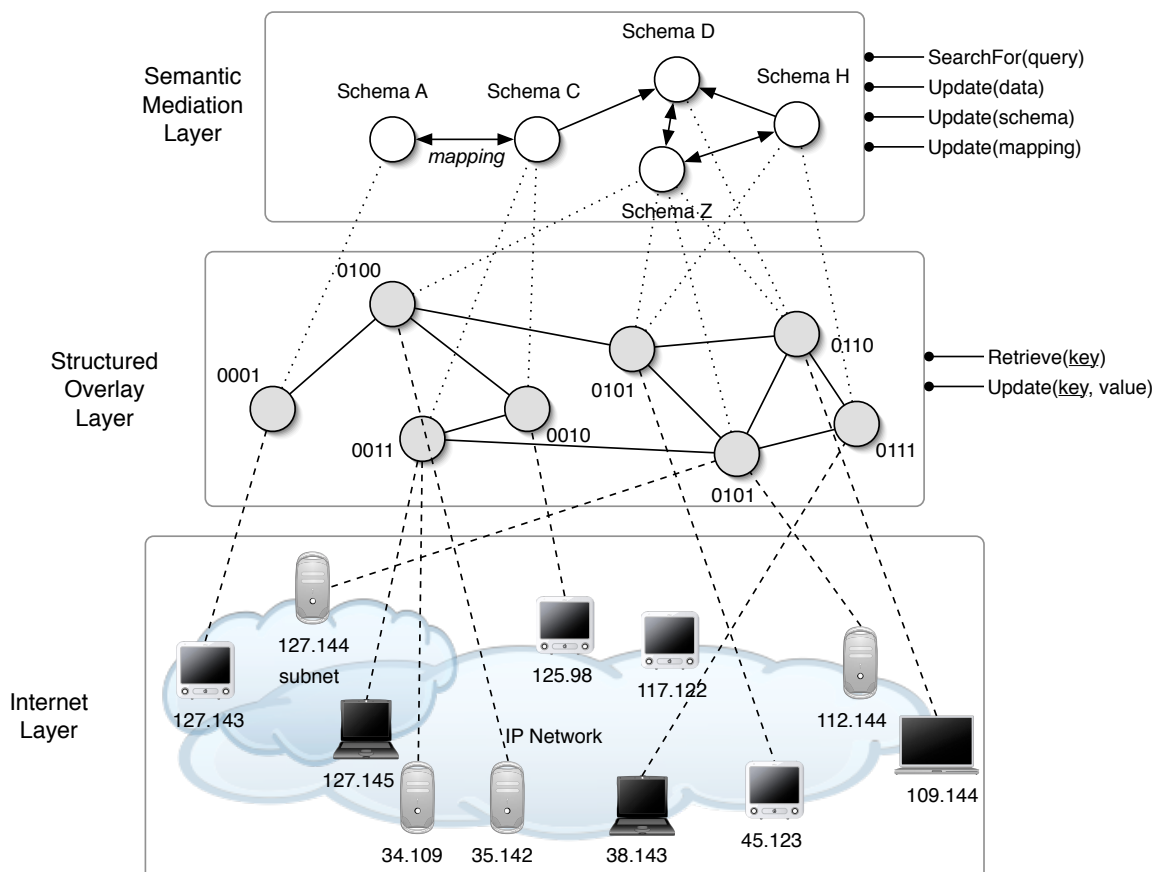 Semantic
Mediation
Layer
Schema A
Schema C
Schema D
Schema H
mapping
Schema Z
SearchFor(query)
Update(data)
Update(schema)
Update(mapping)
Structured
Overlay
Layer
0100
0001
0011
0010
0101
0110
0101
0111
Retrieve(key)
Update(key, value)
Internet
Layer
127.144
subnet
127.143
127.145
IP Network
125.98
117.122
112.144
109.144
34.109
35.142
38.143
45.123